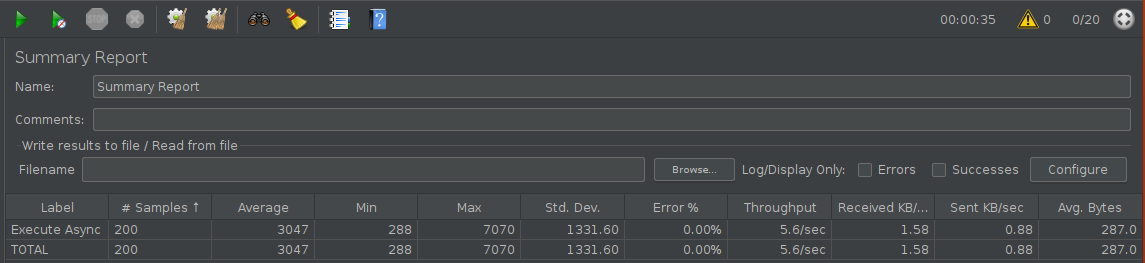 STOP
00:00:35 0 0/20
Summary Report
Name: Summary Report
Comments:
Write results to file / Read from file
Filename Browse... Log/Display Only: Errors Successes Configure
Label # Samples ↑ Average Min Max Std. Dev. Error % Throughput Received KB/... Sent KB/sec Avg. Bytes
Execute Async 200 3047 288 7070 1331.60 0.00% 5.6/sec 1.58 0.88 287.0
TOTAL 200 3047 288 7070 1331.60 0.00% 5.6/sec 1.58 0.88 287.0